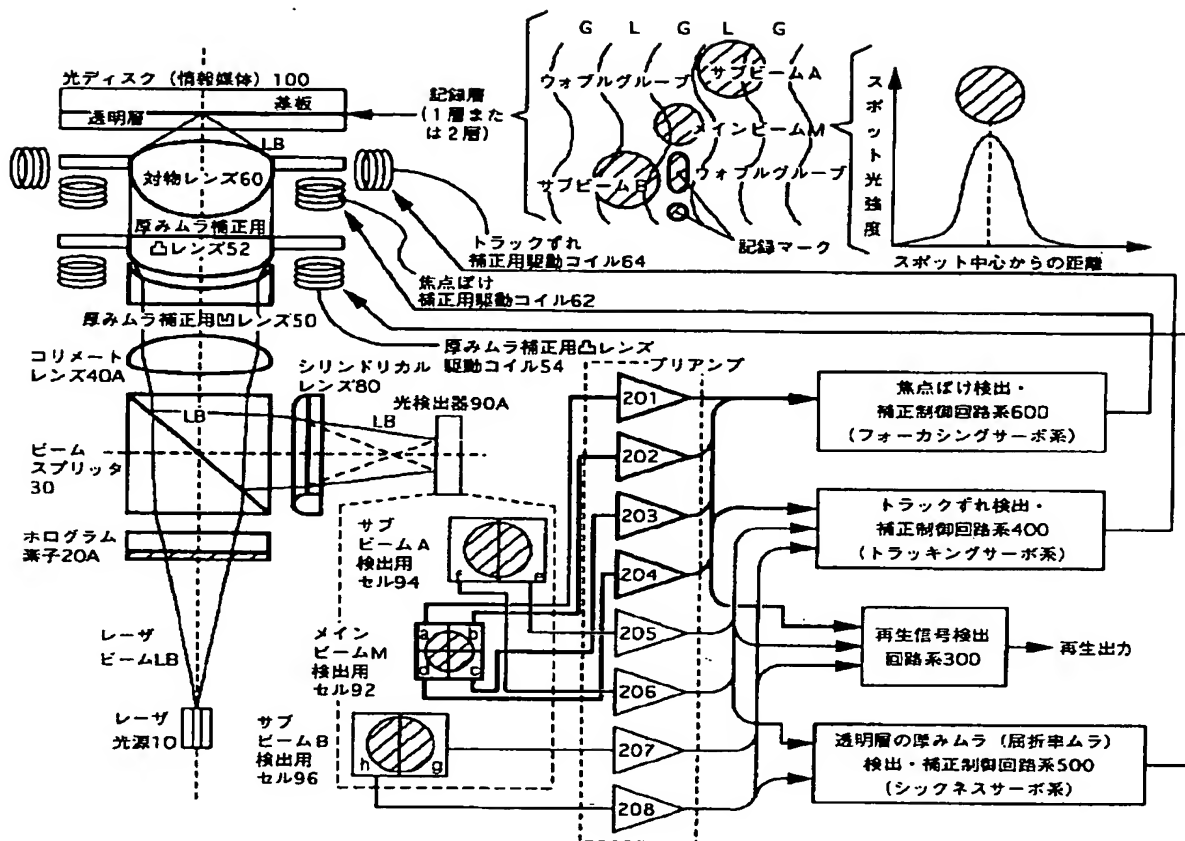 G L G L G
光ディスク（情報媒体）100
基板
透明層
LB
記録層
（1層また
は2層）
ウォブルグルーブ
サブビームA
メインビームM
サブビームB
ウォブルグルーブ
記録マーク
スポット光強度
スポット中心からの距離
対物レンズ60
厚みムラ補正用
凸レンズ52
トラックずれ
補正用駆動コイル64
焦点ぼけ
補正用駆動コイル62
厚みムラ補正用凹レンズ50
厚みムラ補正用凸レンズ
駆動コイル54
コリメート
レンズ40A
シリンドリカル
レンズ80
光検出器90A
LB
LB
ビーム
スプリッタ
30
ホログラム
素子20A
レーザ
ビームLB
レーザ
光源10
プリアンプ
201
202
203
204
205
206
207
208
サブ
ビームA
検出用
セル94
f e
メイン
ビームM
検出用
セル92
a b
d c
サブ
ビームB
検出用
セル96
h g
焦点ぼけ検出・
補正制御回路系600
（フォーカシングサーボ系）
トラックずれ検出・
補正制御回路系400
（トラッキングサーボ系）
再生信号検出
回路系300
再生出力
透明層の厚みムラ（屈折率ムラ）
検出・補正制御回路系500
（シックネスサーボ系）